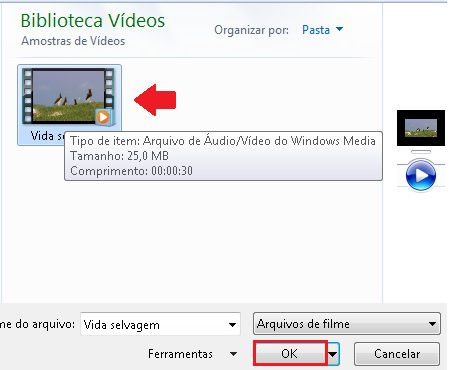 Biblioteca Vídeos
Amostras de Vídeos
Organizar por: Pasta
Vida se
Tipo de item: Arquivo de Áudio/Vídeo do Windows Media
Tamanho: 25,0 MB
Comprimento: 00:00:30
me do arquivo: Vida selvagem
Arquivos de filme
Ferramentas
OK
Cancelar